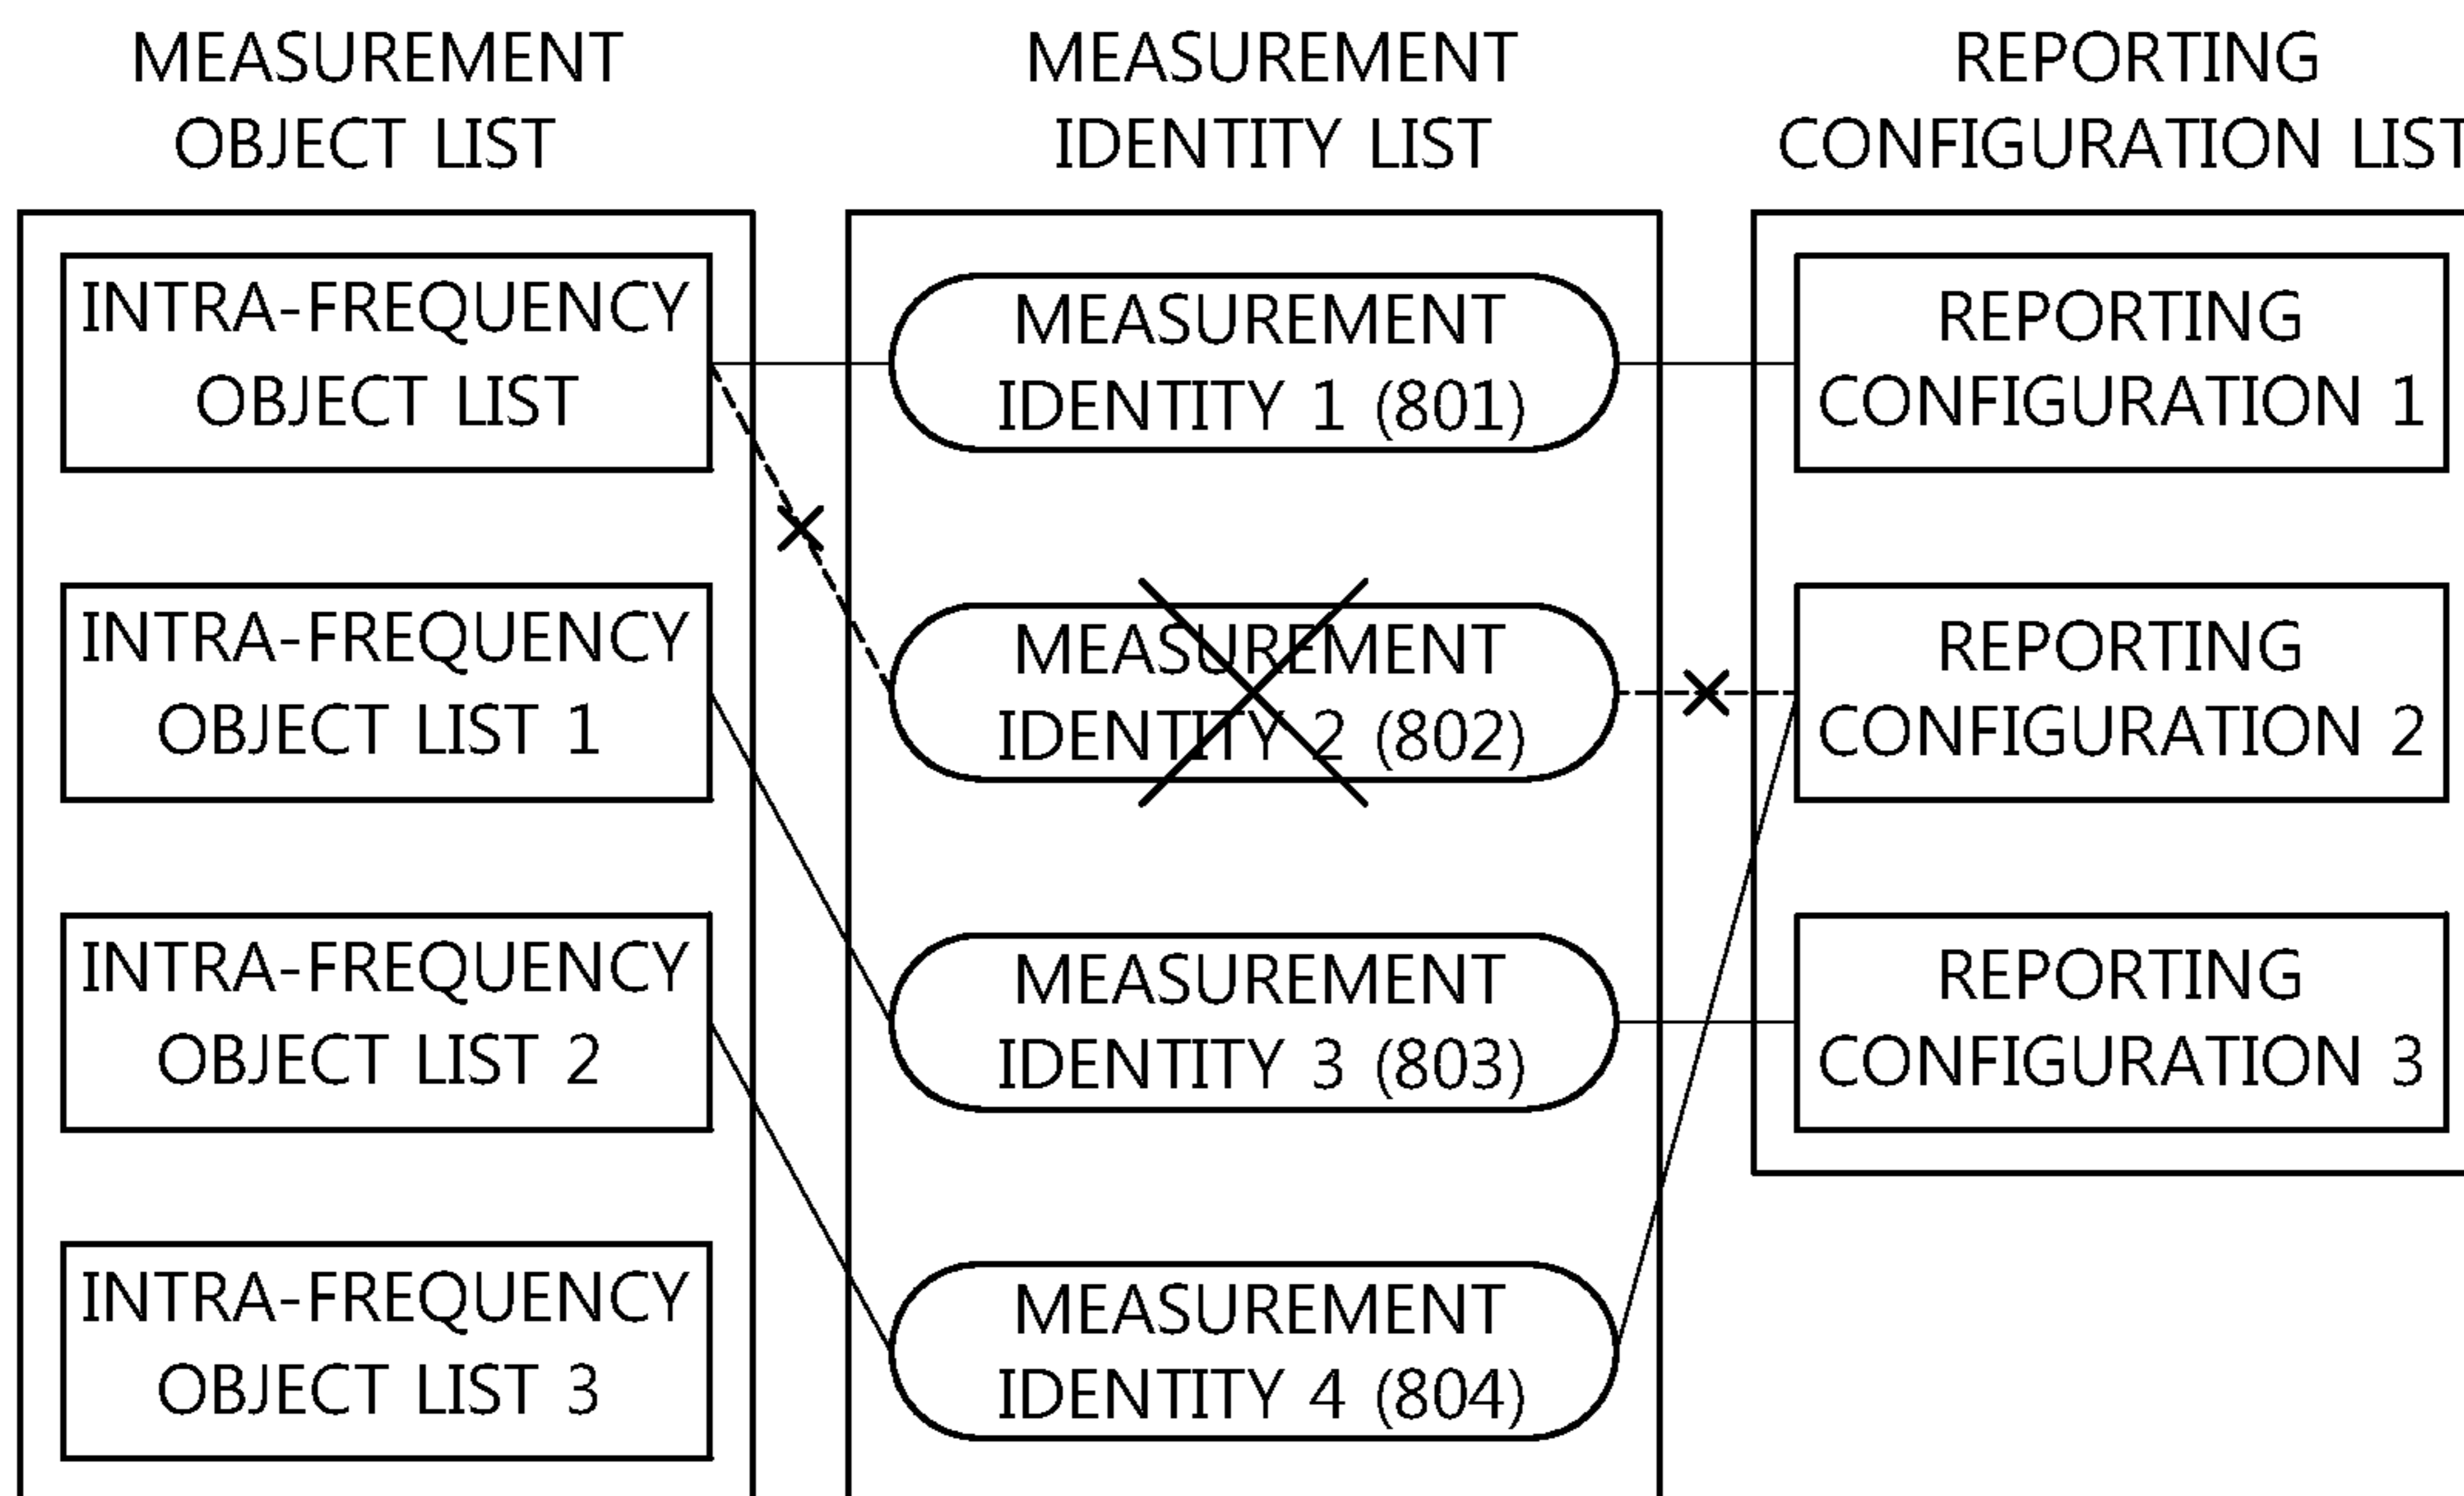 MEASUREMENT
OBJECT LIST
MEASUREMENT
IDENTITY LIST
REPORTING
CONFIGURATION LIST
INTRA-FREQUENCY
OBJECT LIST
MEASUREMENT
IDENTITY 1 (801)
REPORTING
CONFIGURATION 1
INTRA-FREQUENCY
OBJECT LIST 1
MEASUREMENT
IDENTITY 2 (802)
REPORTING
CONFIGURATION 2
INTRA-FREQUENCY
OBJECT LIST 2
MEASUREMENT
IDENTITY 3 (803)
REPORTING
CONFIGURATION 3
INTRA-FREQUENCY
OBJECT LIST 3
MEASUREMENT
IDENTITY 4 (804)